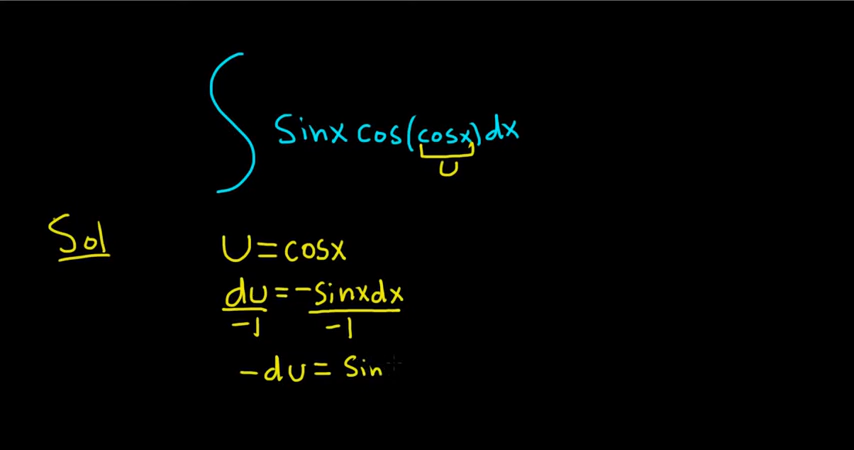 ∫ Sinx cos(cosx)dx
U
Sol
U=cosx
du=-sinxdx
-1 -1
-du= Sin